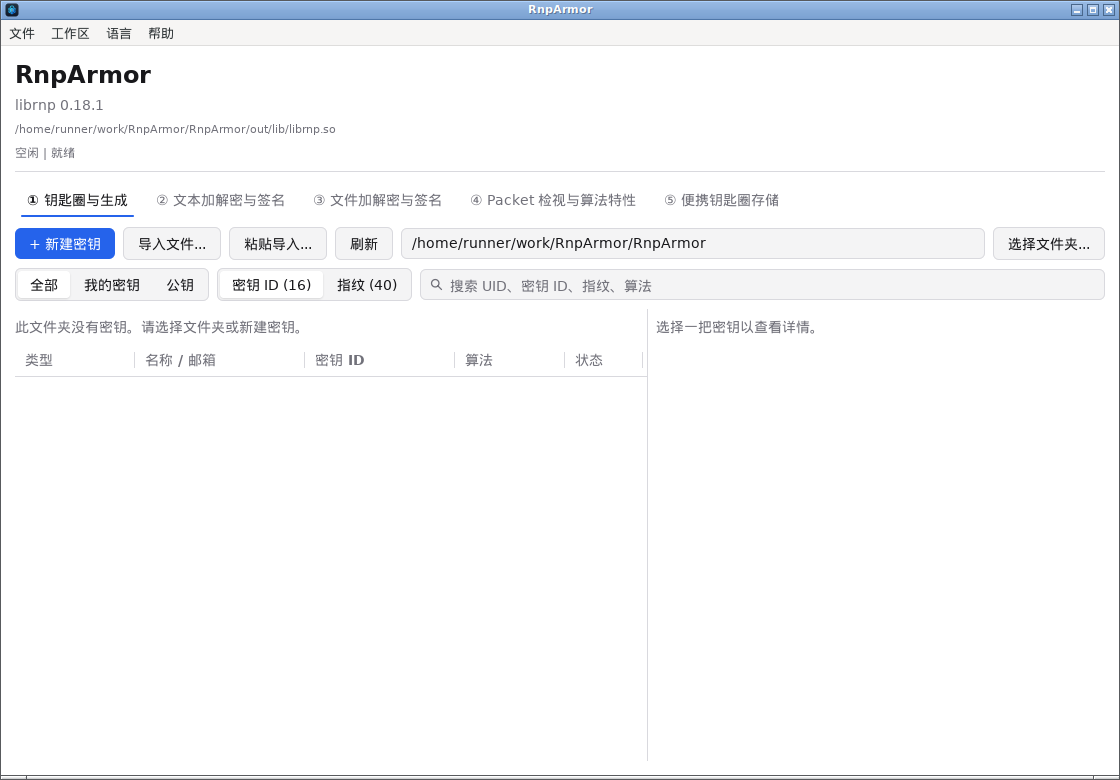 RnpArmor
文件 工作区 语言 帮助
RnpArmor
librnp 0.18.1
/home/runner/work/RnpArmor/RnpArmor/out/lib/librnp.so
空闲 | 就绪
① 钥匙圈与生成 ② 文本加解密与签名 ③ 文件加解密与签名 ④ Packet 检视与算法特性 ⑤ 便携钥匙圈存储
+ 新建密钥 导入文件... 粘贴导入... 刷新 /home/runner/work/RnpArmor/RnpArmor 选择文件夹...
全部 我的密钥 公钥 密钥 ID (16) 指纹 (40) 搜索 UID、密钥 ID、指纹、算法
此文件夹没有密钥。请选择文件夹或新建密钥。 选择一把密钥以查看详情。
类型 名称 / 邮箱 密钥 ID 算法 状态